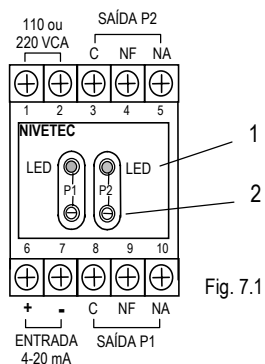 110 ou
220 VCA
SAÍDA P2
C NF NA
1 2 3 4 5
NIVETEC
LED P1 P2 LED
1
2
6 7 8 9 10
+ - C NF NA
ENTRADA
4-20 mA
SAÍDA P1
Fig. 7.1